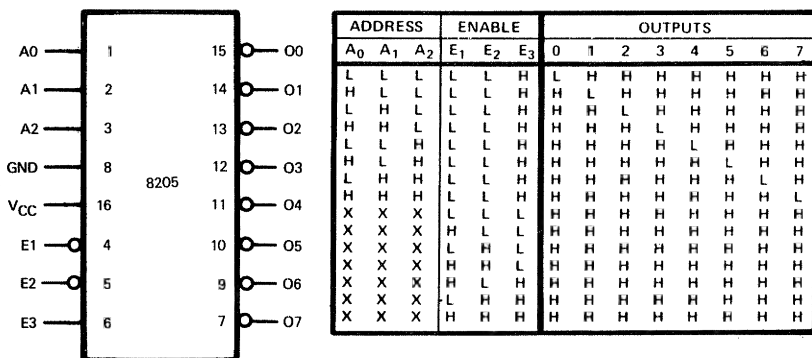 A0 1 15 O0
A1 2 14 O1
A2 3 13 O2
GND 8 12 O3
8205
VCC 16 11 O4
E1 4 10 O5
E2 5 9 O6
E3 6 7 O7
ADDRESS ENABLE OUTPUTS
A0 A1 A2 E1 E2 E3 0 1 2 3 4 5 6 7
L L L L L H L H H H H H H H
H L L L L H H L H H H H H H
L H L L L H H H L H H H H H
H H L L L H H H H L H H H H
L L H L L H H H H H L H H H
H L H L L H H H H H H L H H
L H H L L H H H H H H H L H
H H H L L H H H H H H H H L
X X X L L L H H H H H H H H
X X X H L L H H H H H H H H
X X X L H L H H H H H H H H
X X X H H L H H H H H H H H
X X X H L H H H H H H H H H
X X X L H H H H H H H H H H
X X X H H H H H H H H H H H